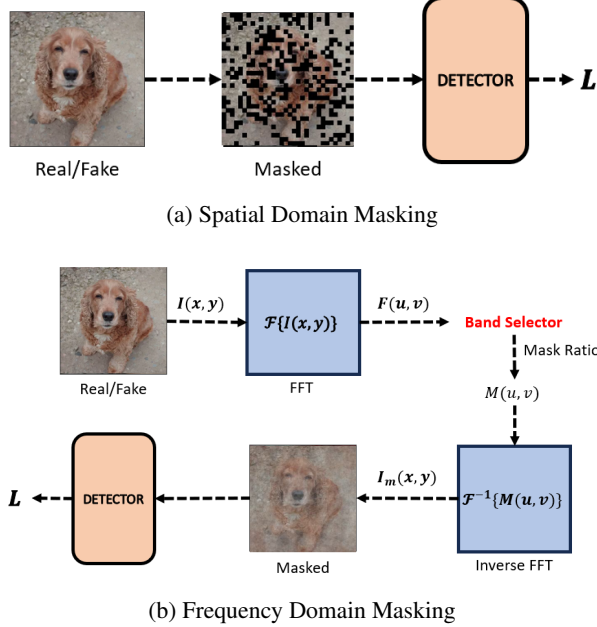 DETECTOR
L
Real/Fake
Masked
(a) Spatial Domain Masking
I(x, y)
ℱ{I(x, y)}
F(u, v)
Band Selector
Real/Fake
FFT
Mask Ratio
M(u, v)
L
DETECTOR
I_m(x, y)
ℱ⁻¹{M(u, v)}
Masked
Inverse FFT
(b) Frequency Domain Masking